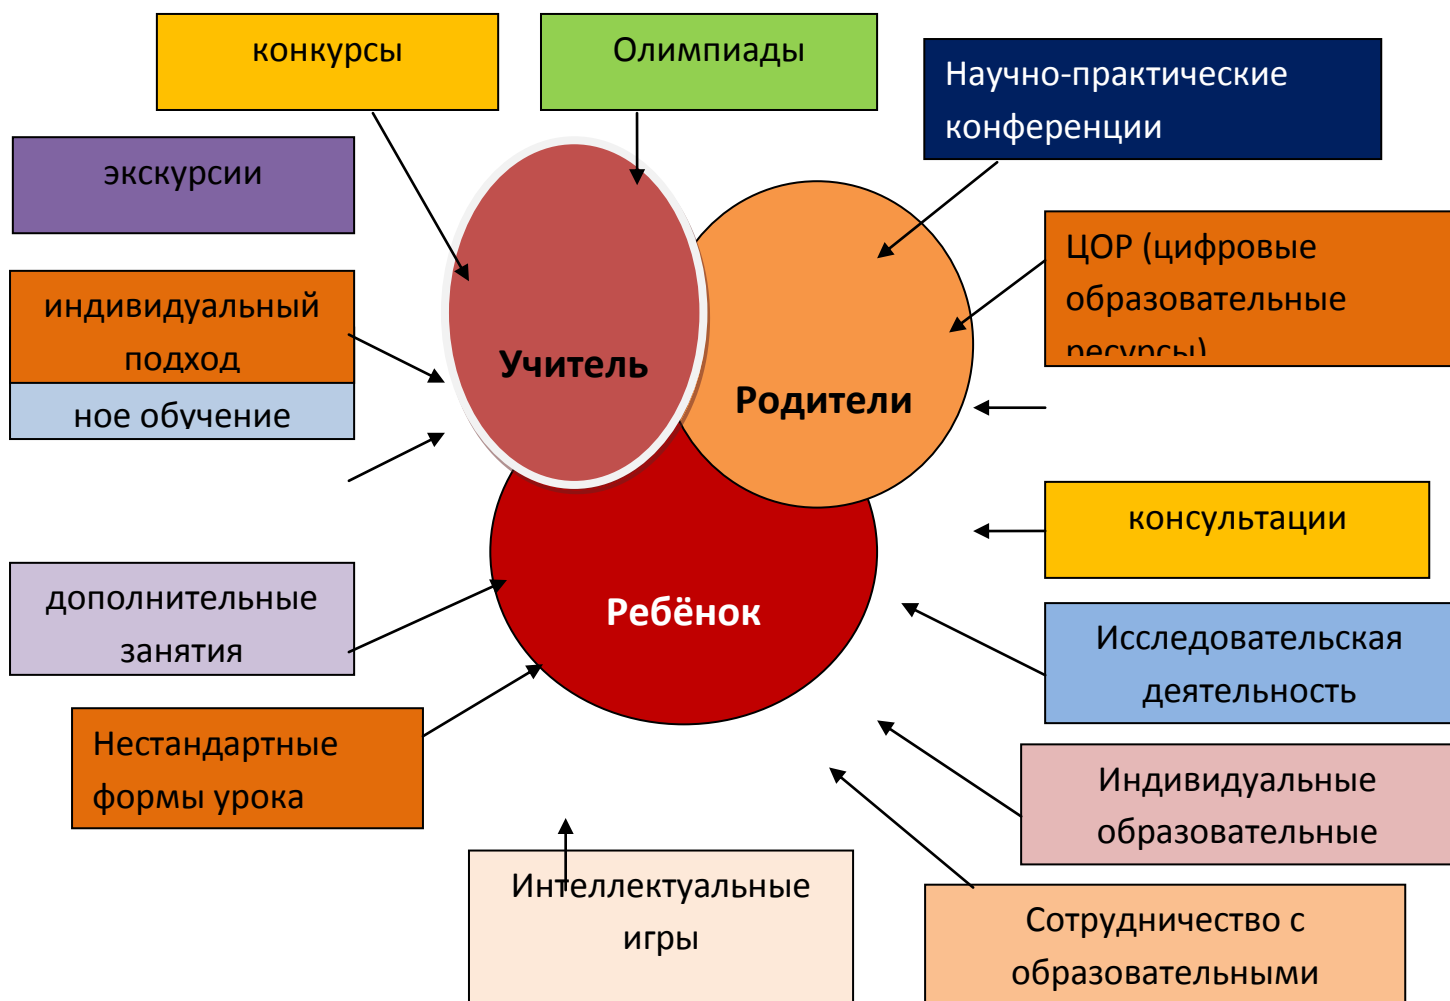 конкурсы
Олимпиады
Научно-практические
конференции
экскурсии
ЦОР (цифровые
образовательные
ресурсы)
индивидуальный
подход
ное обучение
Учитель
Родители
консультации
дополнительные
занятия
Ребёнок
Исследовательская
деятельность
Нестандартные
формы урока
Индивидуальные
образовательные
Интеллектуальные
игры
Сотрудничество с
образовательными